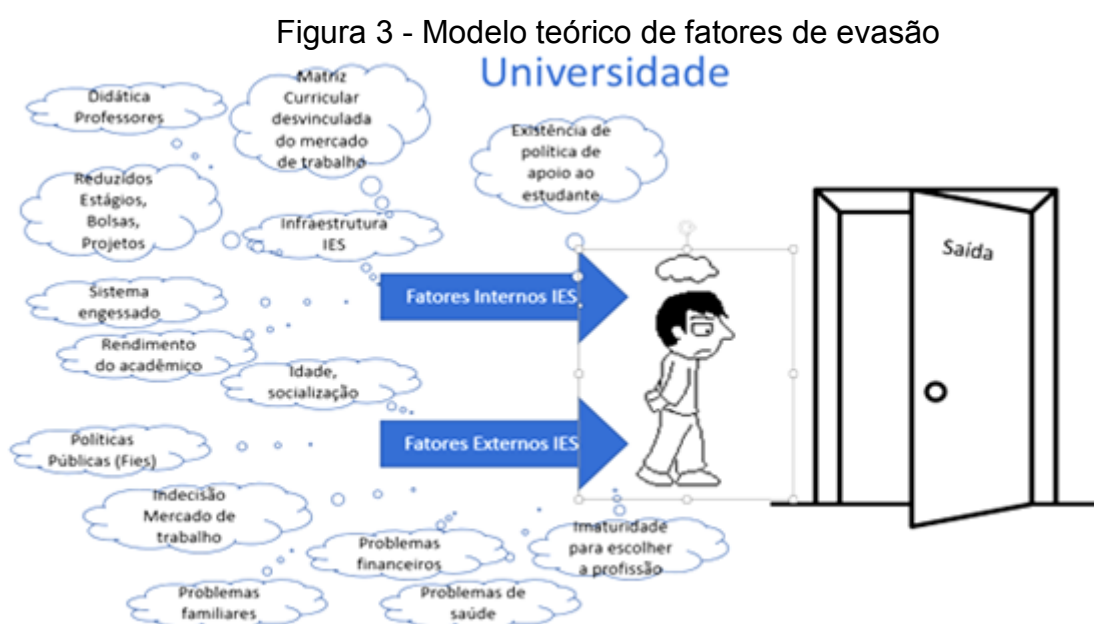 Figura 3 - Modelo teórico de fatores de evasão
Universidade
Didática
Professores
Matriz
Curricular
desvinculada
do mercado
de trabalho
Existência de
política de
apoio ao
estudante
Reduzidos
Estágios,
Bolsas,
Projetos
Infraestrutura
IES
Saída
Sistema
engessado
Fatores Internos IES
Rendimento
do acadêmico
Idade,
socialização
Políticas
Públicas (Fies)
Fatores Externos IES
Indecisão
Mercado de
trabalho
Problemas
financeiros
Imaturidade
para escolher
a profissão
Problemas
familiares
Problemas de
saúde